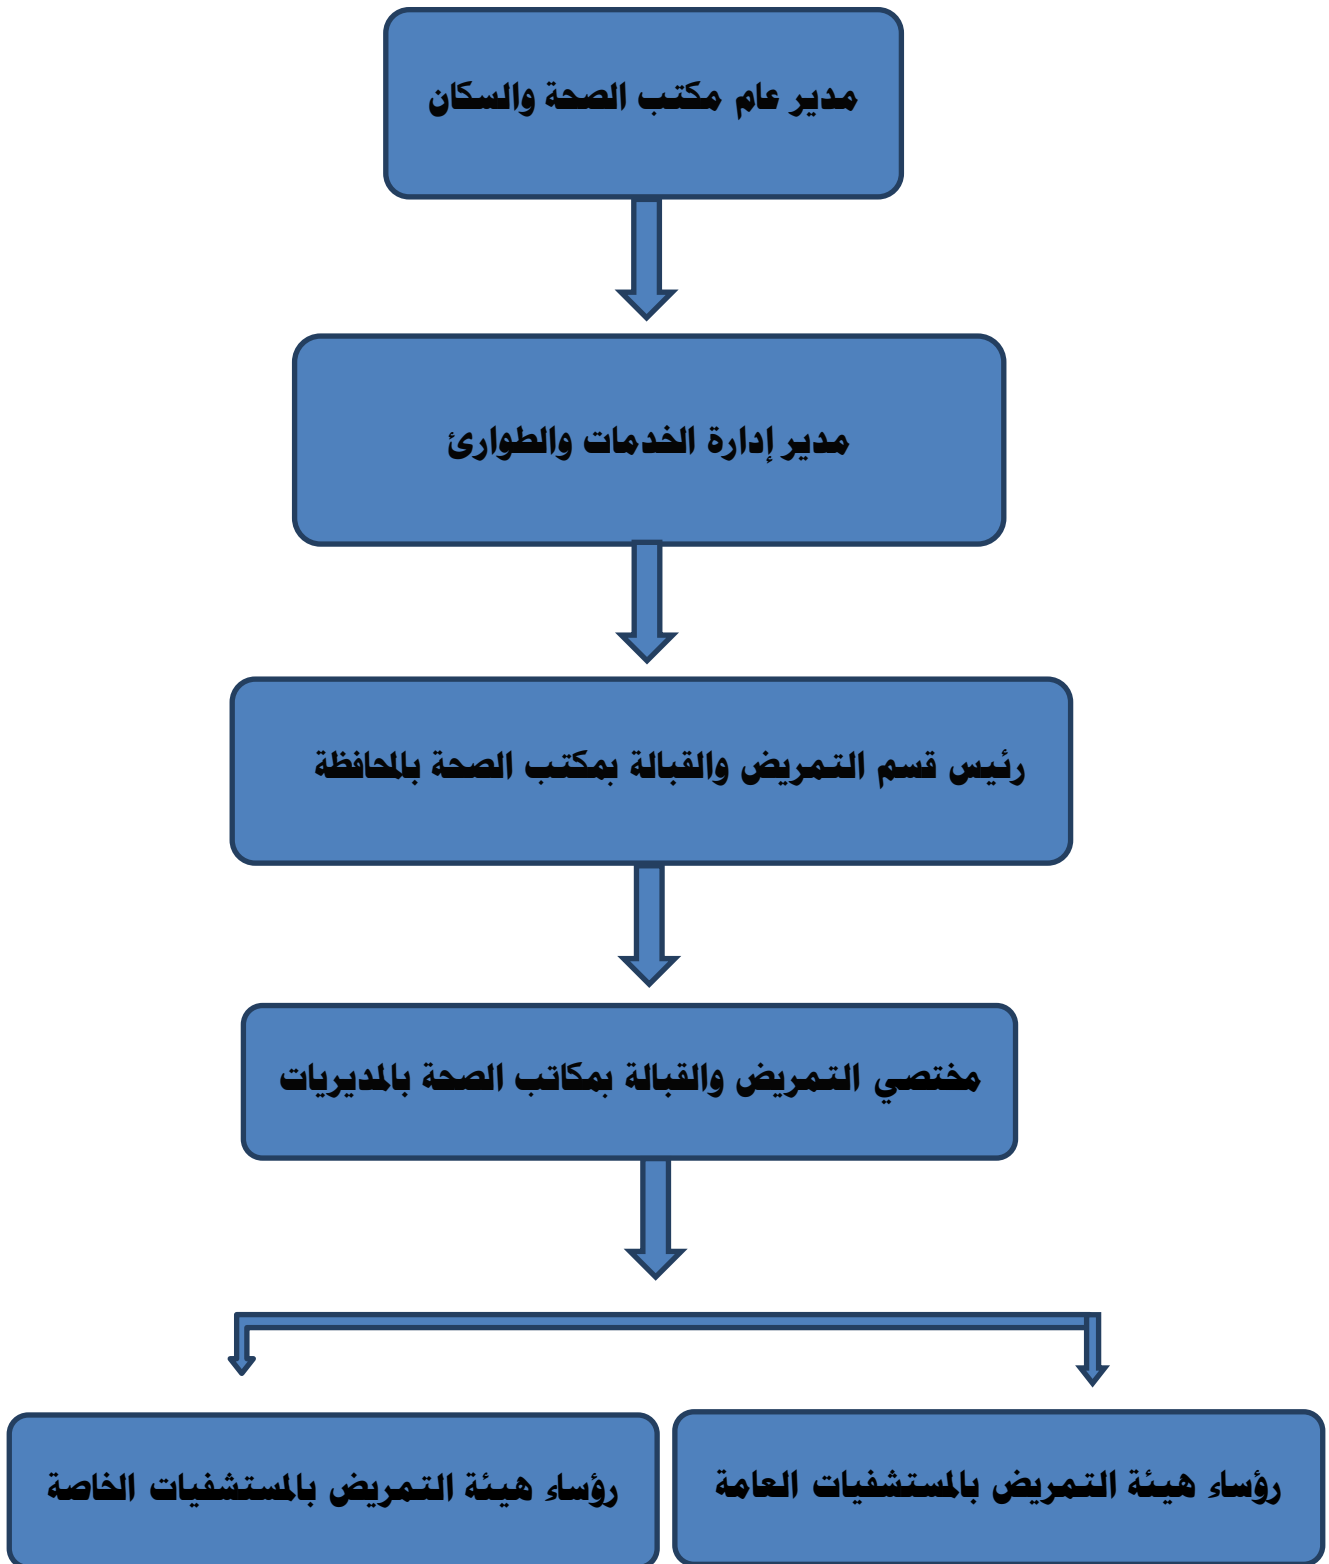 مدير عام مكتب الصحة والسكان
مدير إدارة الخدمات والطوارئ
رئيس قسم التمريض والقبالة بمكتب الصحة بالمحافظة
مختصي التمريض والقبالة بمكاتب الصحة بالمديريات
رؤساء هيئة التمريض بالمستشفيات العامة
رؤساء هيئة التمريض بالمستشفيات الخاصة